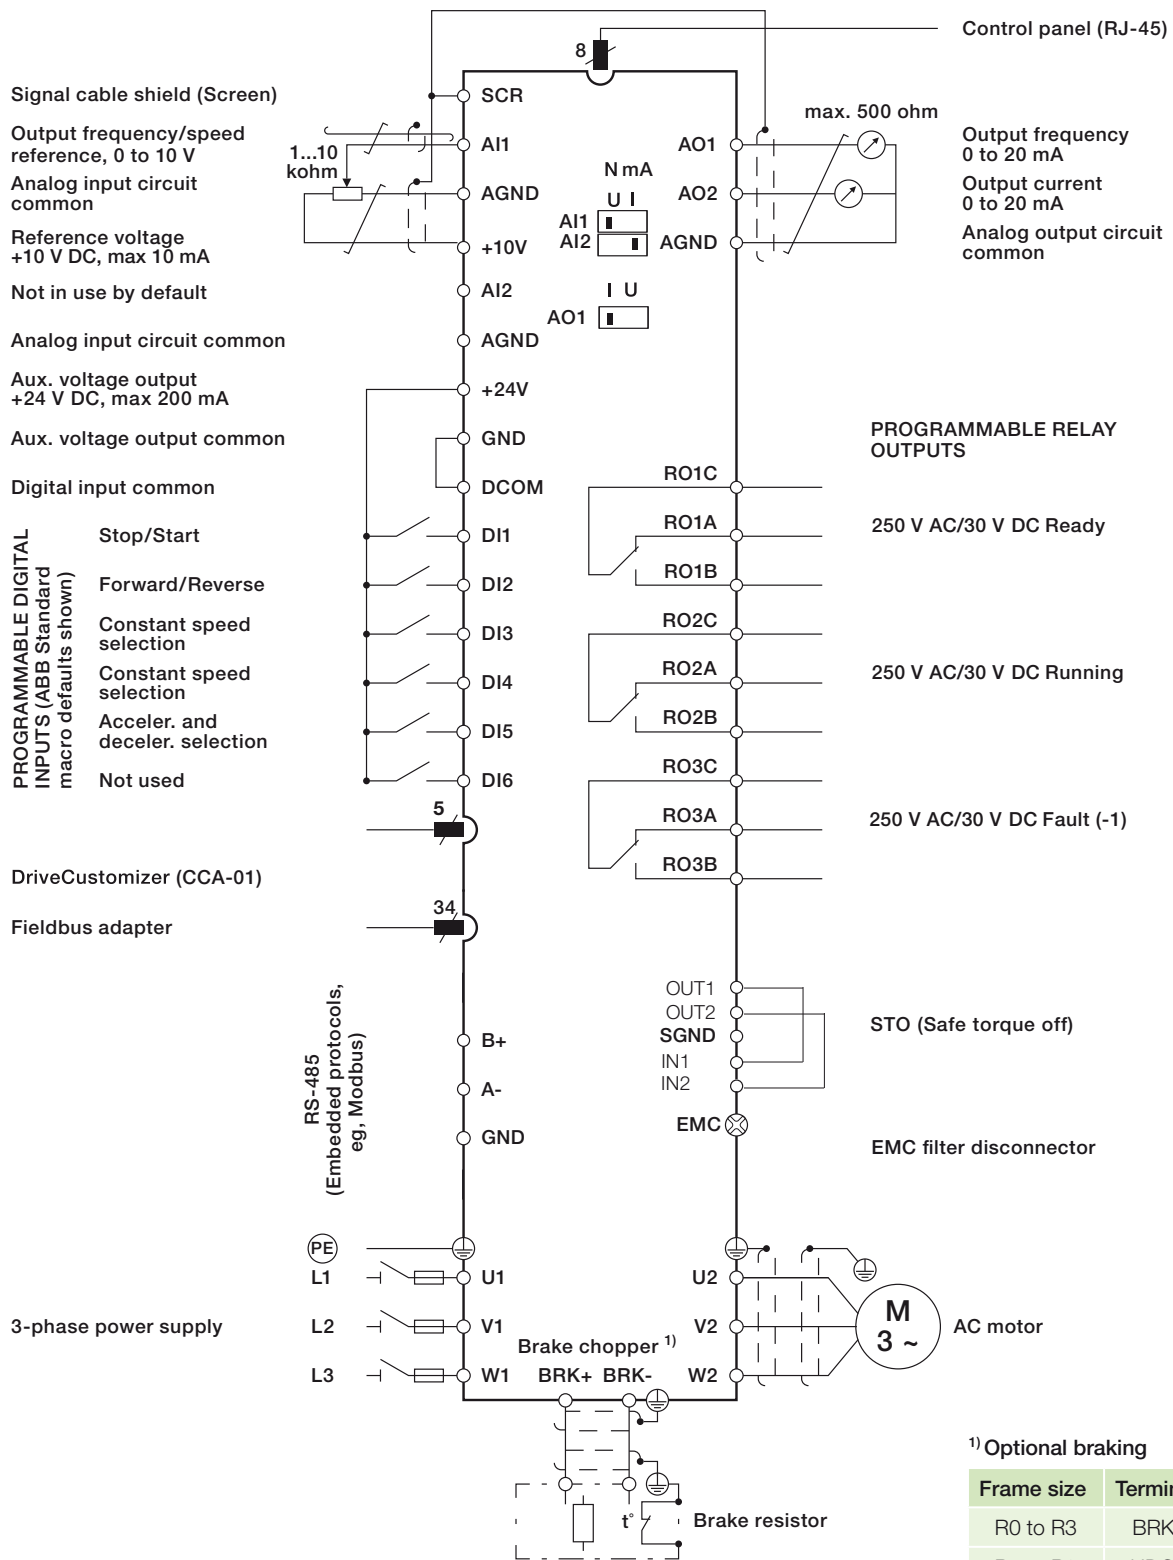 Control panel (RJ-45)
8
Signal cable shield (Screen)
SCR
max. 500 ohm
Output frequency/speed
reference, 0 to 10 V
1...10
kohm
AI1
AO1
Output frequency
0 to 20 mA
Analog input circuit
common
AGND
N mA
U I
AI1
AI2
AO2
Output current
0 to 20 mA
Reference voltage
+10 V DC, max 10 mA
+10V
AGND
Analog output circuit
common
Not in use by default
AI2
I U
AO1
Analog input circuit common
AGND
Aux. voltage output
+24 V DC, max 200 mA
+24V
Aux. voltage output common
GND
PROGRAMMABLE RELAY
OUTPUTS
Digital input common
DCOM
RO1C
PROGRAMMABLE DIGITAL
INPUTS (ABB Standard
macro defaults shown)
Stop/Start
DI1
RO1A
250 V AC/30 V DC Ready
Forward/Reverse
DI2
RO1B
Constant speed
selection
DI3
RO2C
Constant speed
selection
DI4
RO2A
250 V AC/30 V DC Running
Acceler. and
deceler. selection
DI5
RO2B
Not used
DI6
RO3C
5
RO3A
250 V AC/30 V DC Fault (-1)
RO3B
DriveCustomizer (CCA-01)
34
Fieldbus adapter
RS-485
(Embedded protocols,
eg, Modbus)
B+
A-
GND
OUT1
OUT2
SGND
IN1
IN2
STO (Safe torque off)
EMC
EMC filter disconnector
PE
3-phase power supply
L1
U1
U2
L2
V1
V2
L3
W1
W2
M
3 ~
AC motor
Brake chopper 1)
BRK+ BRK-
t°
Brake resistor
1) Optional braking
Frame size
R0 to R3